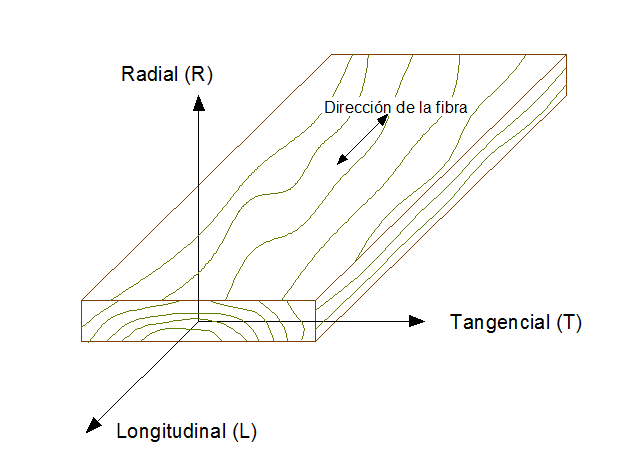 Radial (R)
Dirección de la fibra
Tangencial (T)
Longitudinal (L)